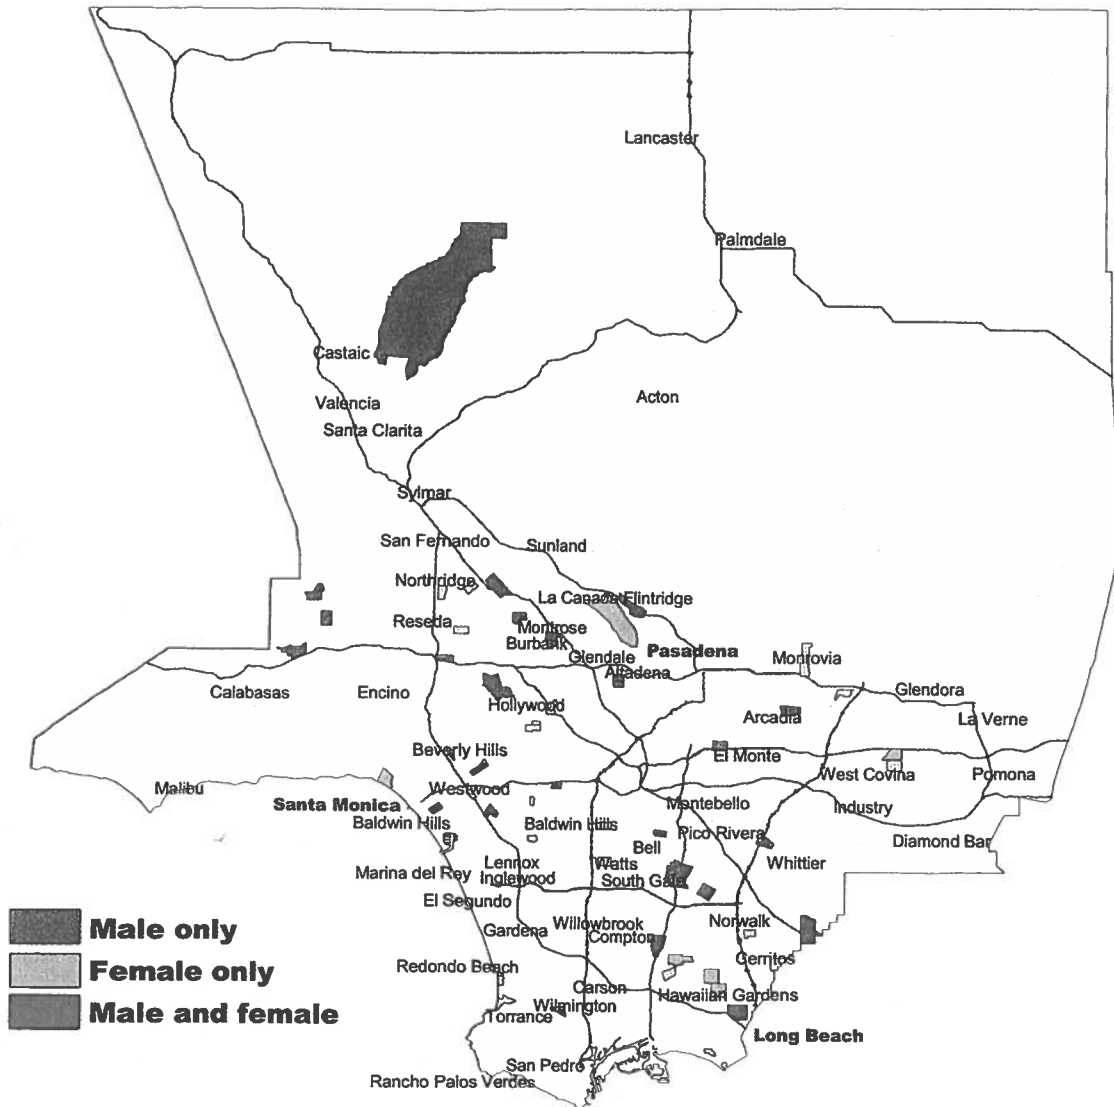 Lancaster
Palmdale
Castaic
Acton
Valencia
Santa Clarita
Sylmar
San Fernando
Sunland
Northridge
La Canada Flintridge
Reseda
Montrose
Burbank
Pasadena
Glendale
Monrovia
Altadena
Calabasas
Encino
Glendora
Hollywood
Arcadia
La Verne
Beverly Hills
El Monte
West Covina
Pomona
Malibu
Westwood
Santa Monica
Montebello
Industry
Baldwin Hills
Baldwin Hills
Pico Rivera
Diamond Bar
Bell
Lennox
Watts
Whittier
Marina del Rey
Inglewood
South Gate
El Segundo
Willowbrook
Norwalk
Male only
Gardena
Compton
Cerritos
Female only
Redondo Beach
Carson
Hawaiian Gardens
Wilmington
Male and female
Torrance
Long Beach
San Pedro
Rancho Palos Verdes